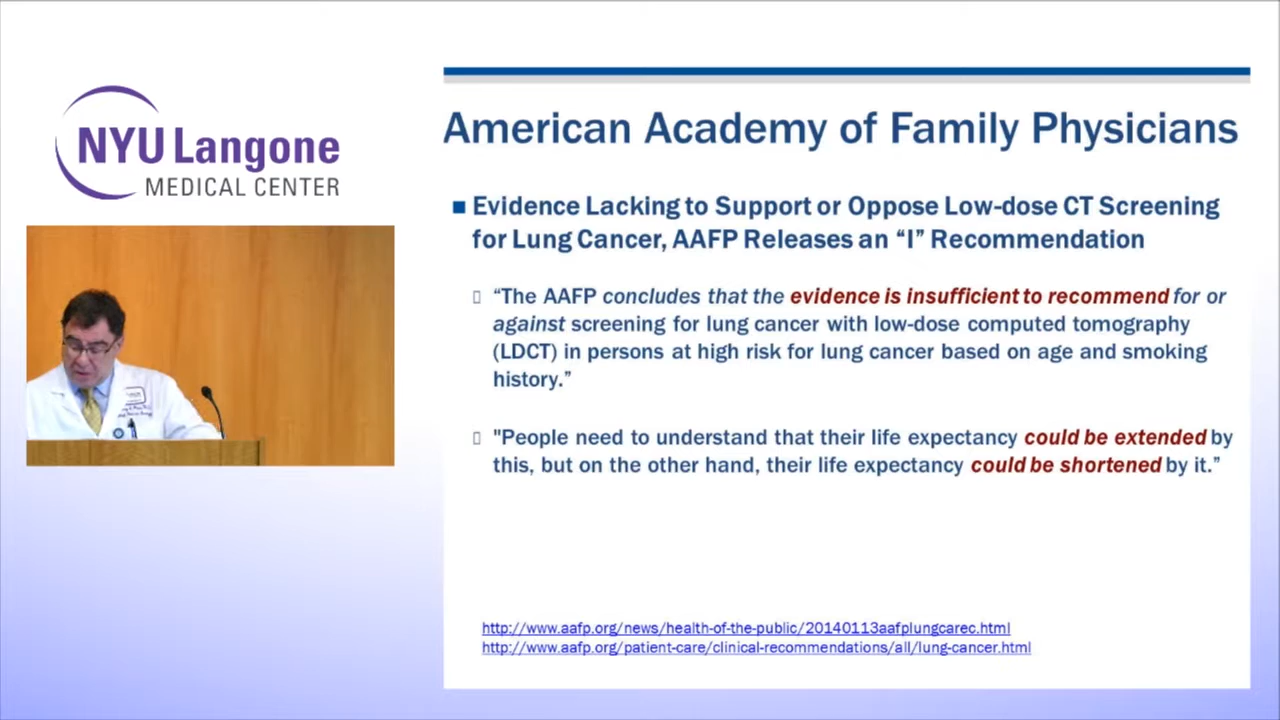 NYU Langone
MEDICAL CENTER
American Academy of Family Physicians
Evidence Lacking to Support or Oppose Low-dose CT Screening
for Lung Cancer, AAFP Releases an “I” Recommendation
“The AAFP concludes that the evidence is insufficient to recommend for or
against screening for lung cancer with low-dose computed tomography
(LDCT) in persons at high risk for lung cancer based on age and smoking
history.”
"People need to understand that their life expectancy could be extended by
this, but on the other hand, their life expectancy could be shortened by it.”
http://www.aafp.org/news/health-of-the-public/20140113aafplungcarec.html
http://www.aafp.org/patient-care/clinical-recommendations/all/lung-cancer.html